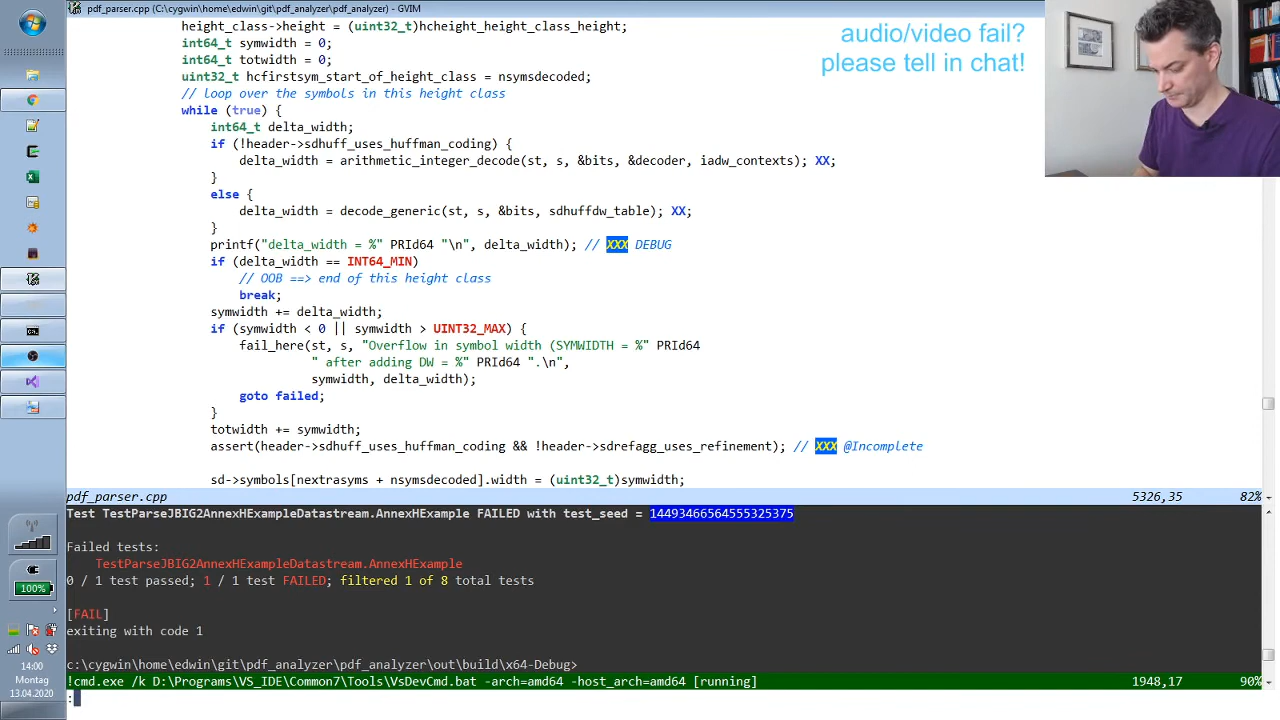 pdf_parser.cpp (C:\cygwin\home\edwin\git\pdf_analyzer\pdf_analyzer) - GVIM
audio/video fail?
please tell in chat!
height_class->height = (uint32_t)hcheight_class_height;
int64_t symwidth = 0;
int64_t totwidth = 0;
uint32_t hcfirstsym_start_of_height_class = nsymsdecoded;
// loop over the symbols in this height class
while (true) {
int64_t delta_width;
if (!header->sdhuff_uses_huffman_coding) {
delta_width = arithmetic_integer_decode(st, s, &bits, &decoder, iadw_contexts); XX;
}
else {
delta_width = decode_generic(st, s, &bits, sdhuffdw_table); XX;
}
printf("delta_width = %" PRId64 "\n", delta_width); // XXX DEBUG
if (delta_width == INT64_MIN)
// OOB ==> end of this height class
break;
symwidth += delta_width;
if (symwidth < 0 || symwidth > UINT32_MAX) {
fail_here(st, s, "Overflow in symbol width (SYMWIDTH = %" PRId64
" after adding DW = %" PRId64 ".\n",
symwidth, delta_width);
goto failed;
}
totwidth += symwidth;
assert(header->sdhuff_uses_huffman_coding && !header->sdrefagg_uses_refinement); // XXX @Incomplete
sd->symbols[nextrasyms + nsymsdecoded].width = (uint32_t)symwidth;
pdf_parser.cpp 5326,35 82%
Test TestParseJBIG2AnnexHExampleDatastream.AnnexHExample FAILED with test_seed = 14493466564555325375
Failed tests:
TestParseJBIG2AnnexHExampleDatastream.AnnexHExample
0 / 1 test passed; 1 / 1 test FAILED; filtered 1 of 8 total tests
[FAIL]
exiting with code 1
c:\cygwin\home\edwin\git\pdf_analyzer\pdf_analyzer\out\build\x64-Debug>
!cmd.exe /k D:\Programs\VS_IDE\Common7\Tools\VsDevCmd.bat -arch=amd64 -host_arch=amd64 [running] 1948,17 90%
:
100%
14:00
Montag
13.04.2020